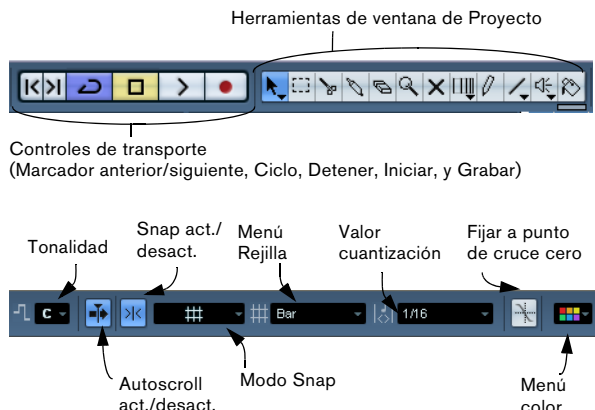 Herramientas de ventana de Proyecto
Controles de transporte
(Marcador anterior/siguiente, Ciclo, Detener, Iniciar, y Grabar)
Tonalidad
Snap act./
desact.
Menú
Rejilla
Valor
cuantización
Fijar a punto
de cruce cero
C
Bar
1/16
Autoscroll
act./desact.
Modo Snap
Menú
color